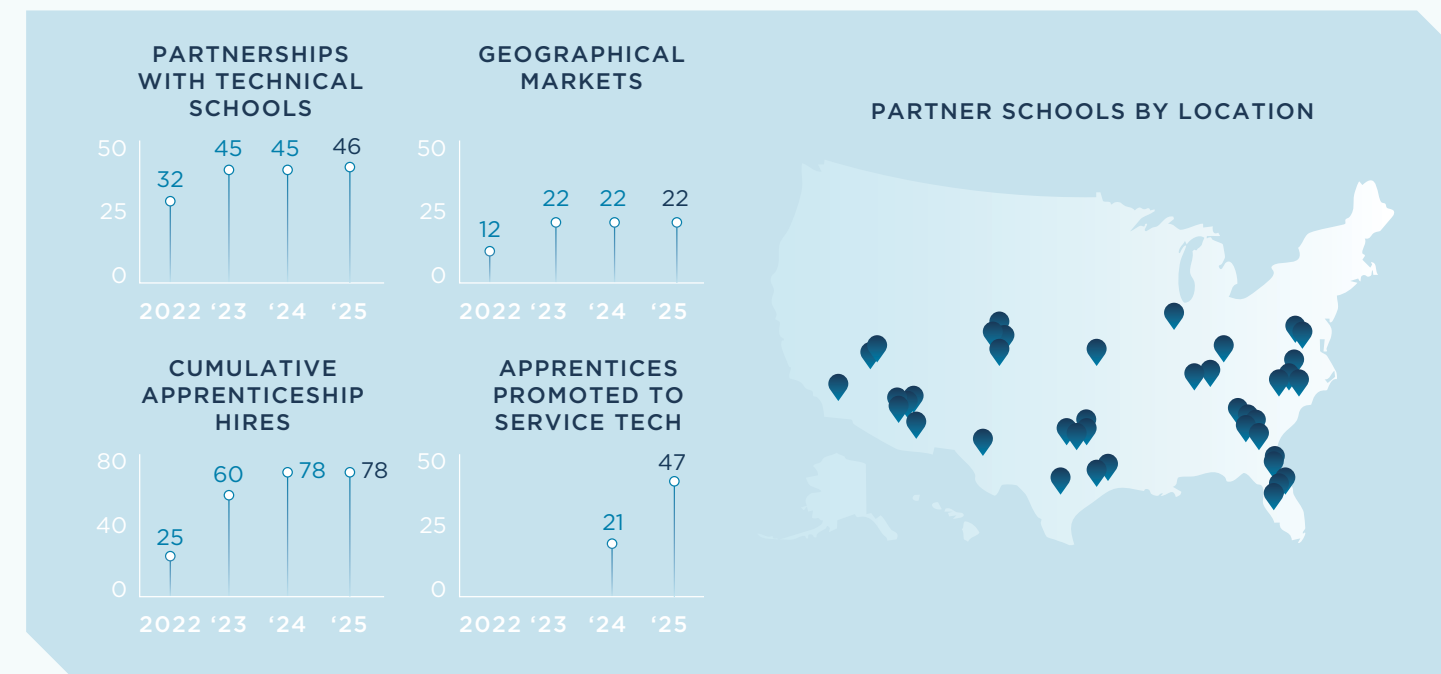 PARTNERSHIPS
WITH TECHNICAL
SCHOOLS
50
25
0
32
45
45
46
2022 ‘23 ‘24 ‘25
GEOGRAPHICAL
MARKETS
50
25
0
12
22
22
22
2022 ‘23 ‘24 ‘25
CUMULATIVE
APPRENTICESHIP
HIRES
80
40
0
25
60
78
78
2022 ‘23 ‘24 ‘25
APPRENTICES
PROMOTED TO
SERVICE TECH
50
25
0
21
47
2022 ‘23 ‘24 ‘25
PARTNER SCHOOLS BY LOCATION